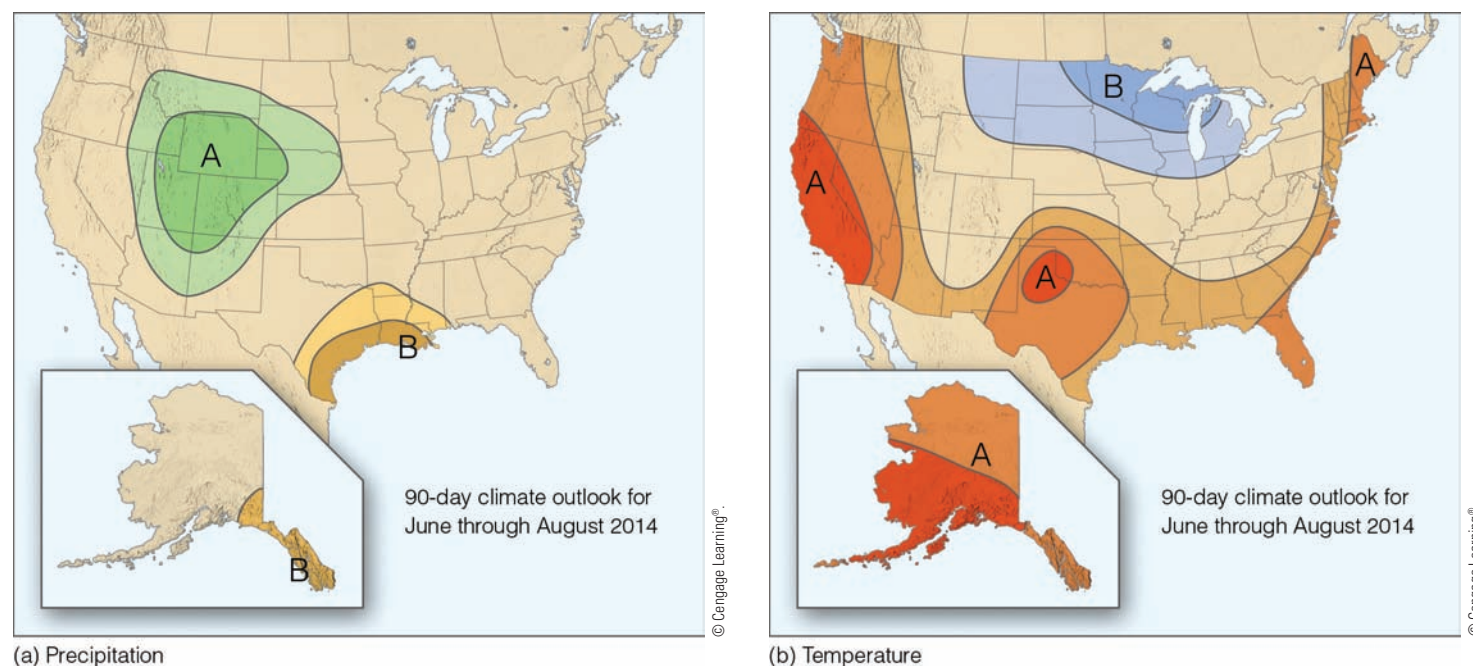 A
B
B
90-day climate outlook for
June through August 2014
© Cengage Learning®.
(a) Precipitation
B
A
A
A
A
90-day climate outlook for
June through August 2014
© Cengage Learning®.
(b) Temperature